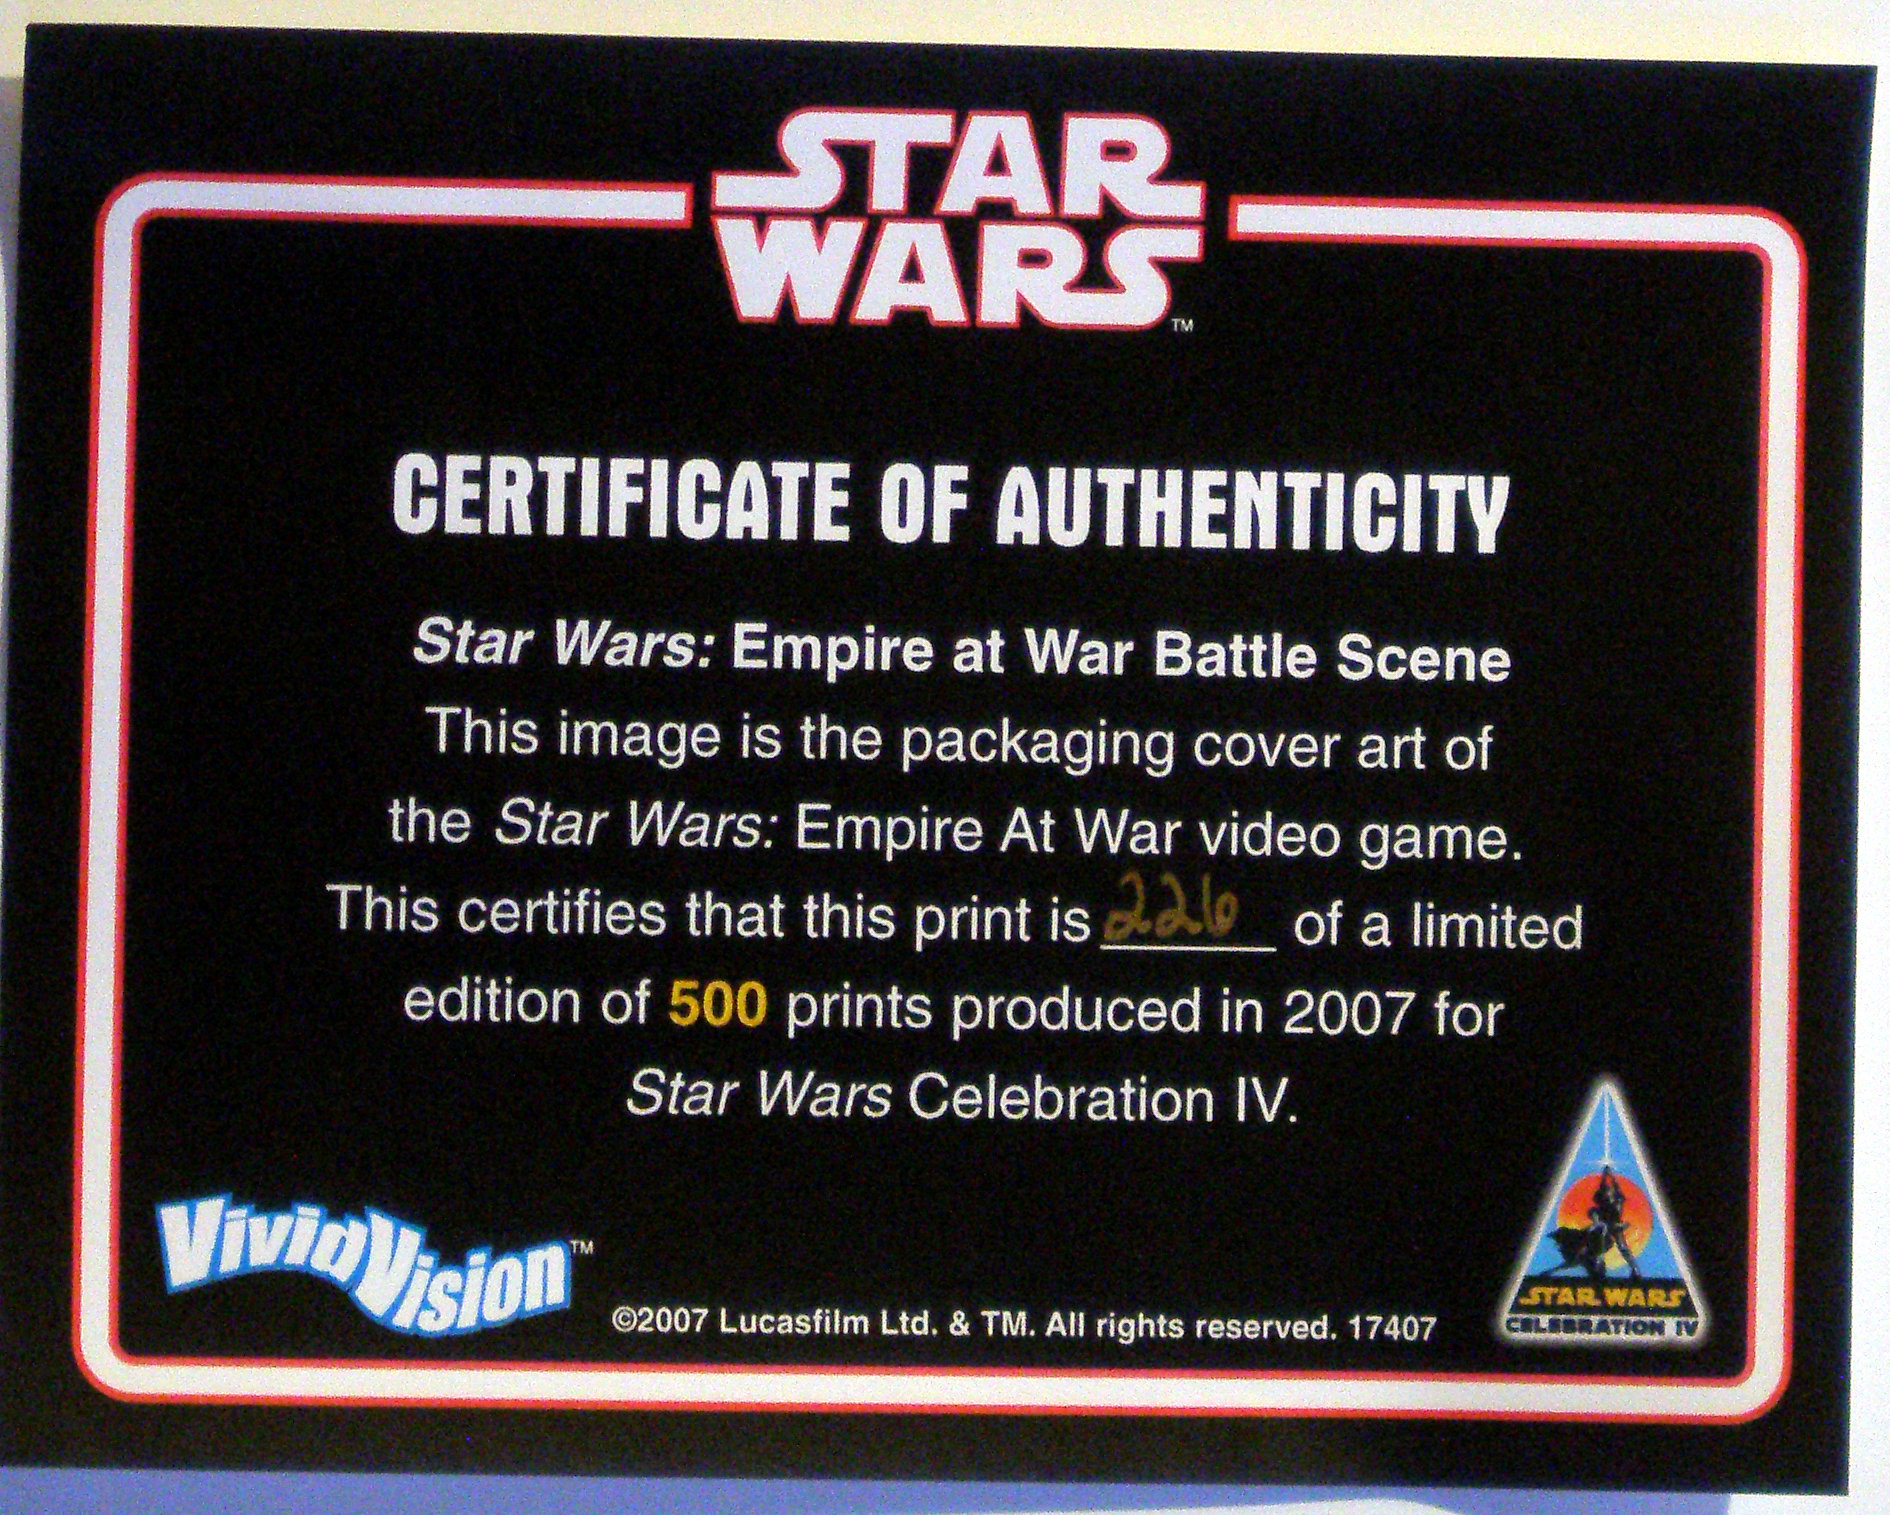 STAR
WARS
TM
CERTIFICATE OF AUTHENTICITY
Star Wars: Empire at War Battle Scene
This image is the packaging cover art of
the Star Wars: Empire At War video game.
This certifies that this print is 226 of a limited
edition of 500 prints produced in 2007 for
Star Wars Celebration IV.
VividVision TM
©2007 Lucasfilm Ltd. & TM. All rights reserved. 17407
STAR WARS
CELEBRATION IV